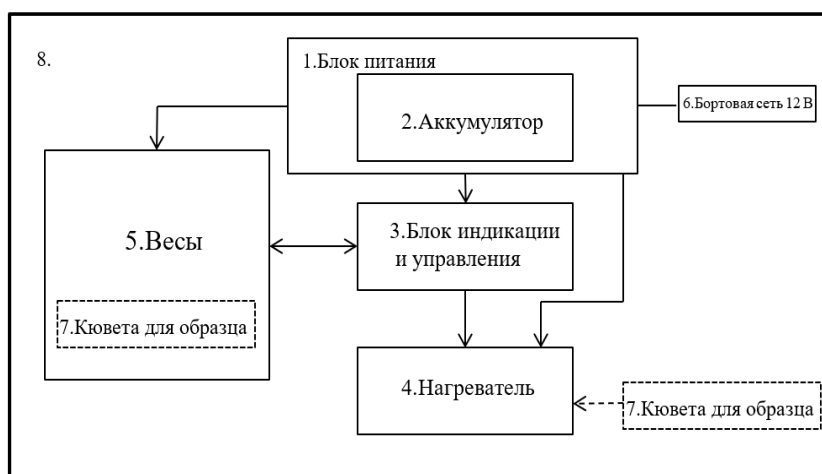 8.
1.Блок питания
2.Аккумулятор
6.Бортовая сеть 12 В
5.Весы
3.Блок индикации
и управления
7.Кювета для образца
4.Нагреватель
7.Кювета для образца